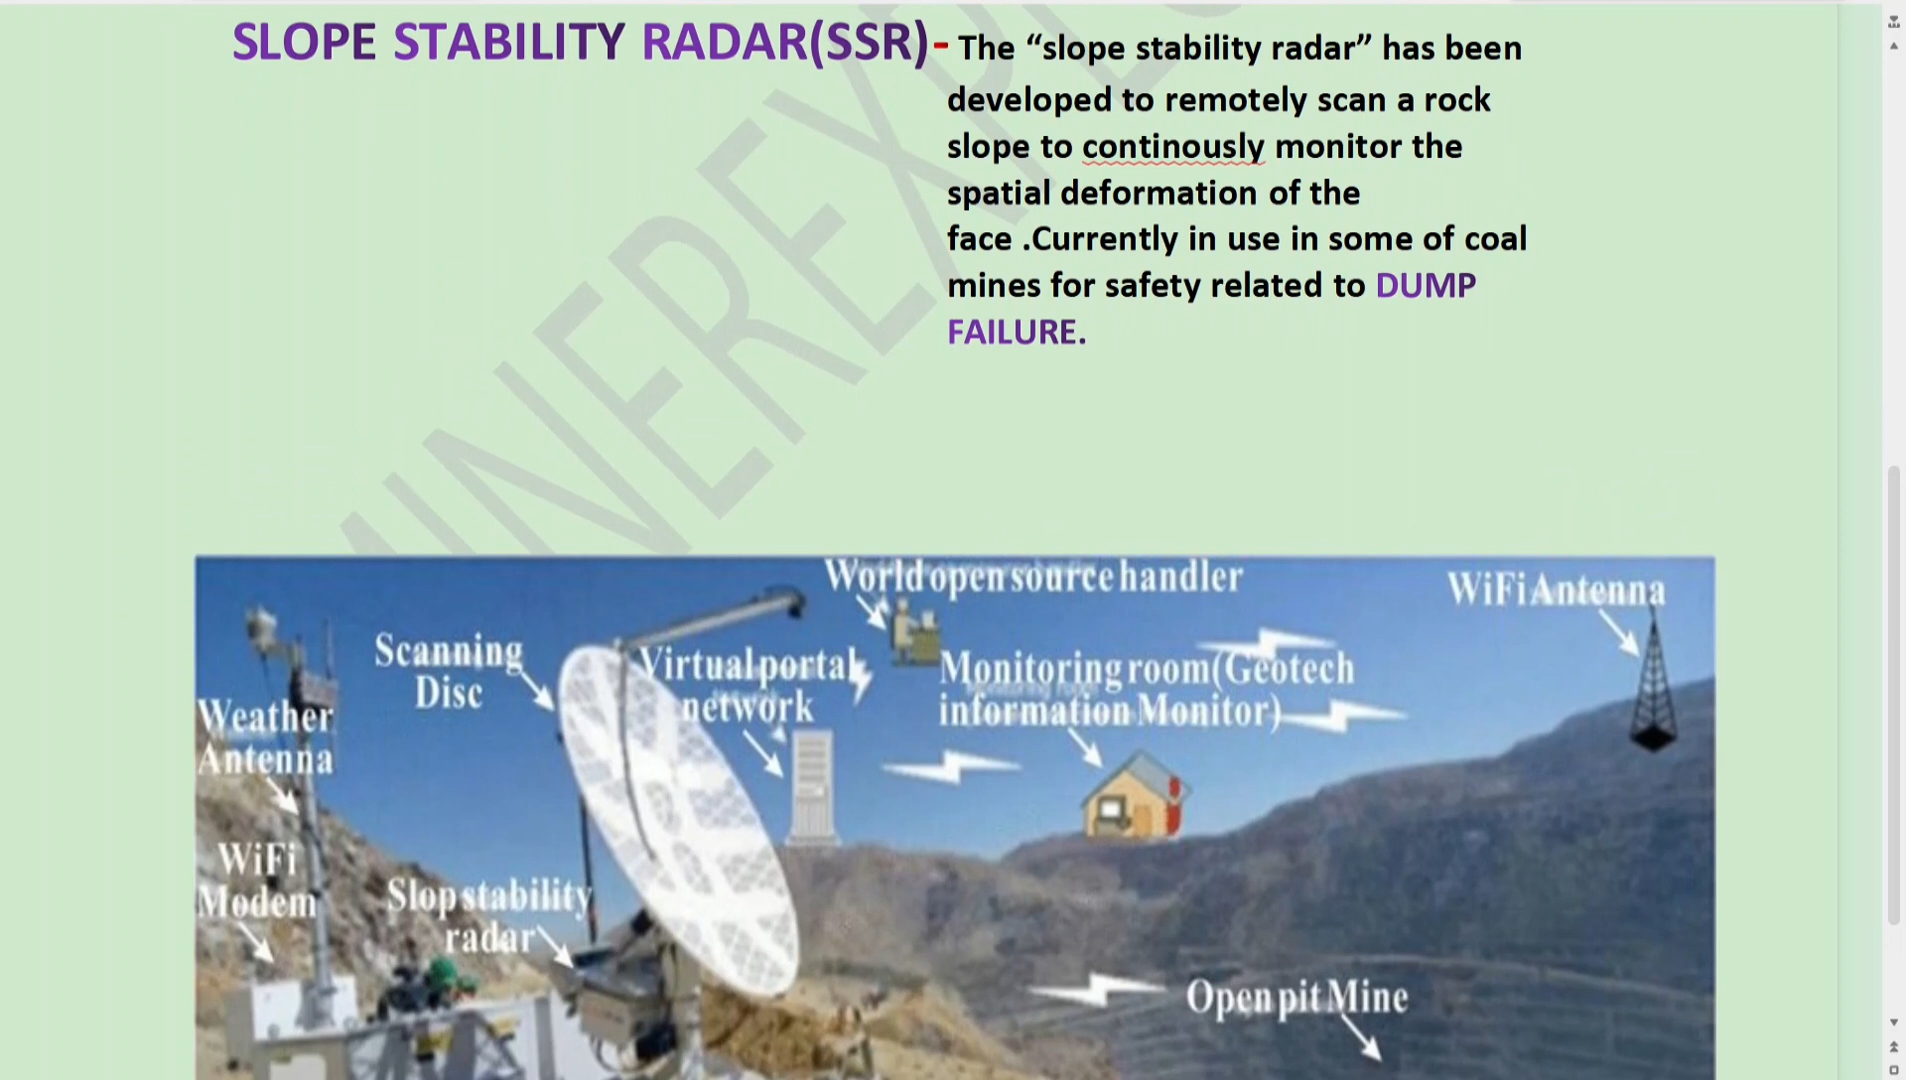 SLOPE STABILITY RADAR(SSR)- The “slope stability radar” has been
developed to remotely scan a rock
slope to continously monitor the
spatial deformation of the
face .Currently in use in some of coal
mines for safety related to DUMP
FAILURE.
MINEREXPL
World open source handler
WiFi Antenna
Scanning
Disc
Virtual portal
network
Monitoring room(Geotech
information Monitor)
Weather
Antenna
WiFi
Modem
Slop stability
radar
Open pit Mine